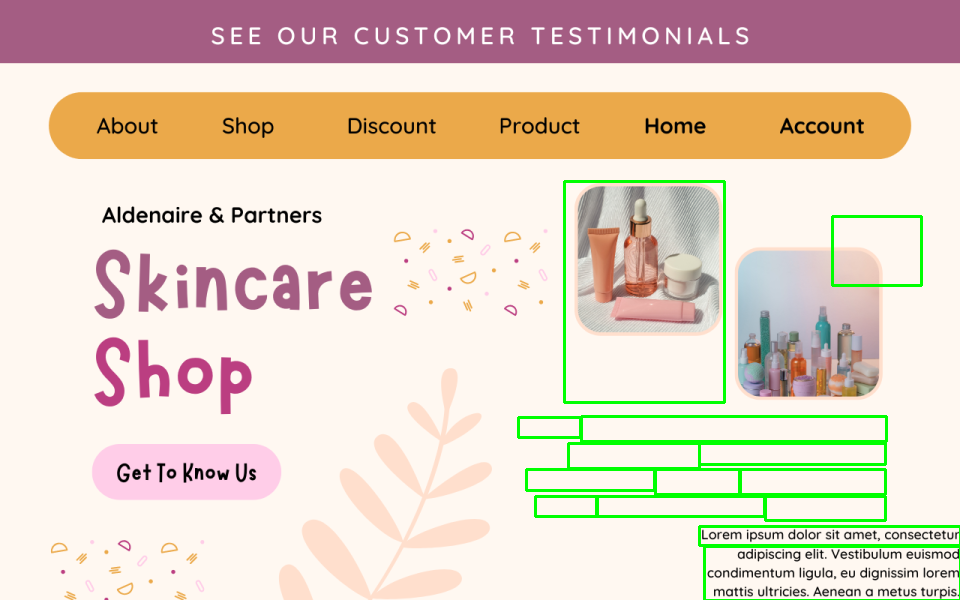 SEE OUR CUSTOMER TESTIMONIALS
About Shop Discount Product Home Account
Aldenaire & Partners
Skincare
Shop
Get To Know Us
Lorem ipsum dolor sit amet, consectetur
adipiscing elit. Vestibulum euismod
condimentum ligula, eu dignissim lorem
mattis ultricies. Aenean a metus turpis.